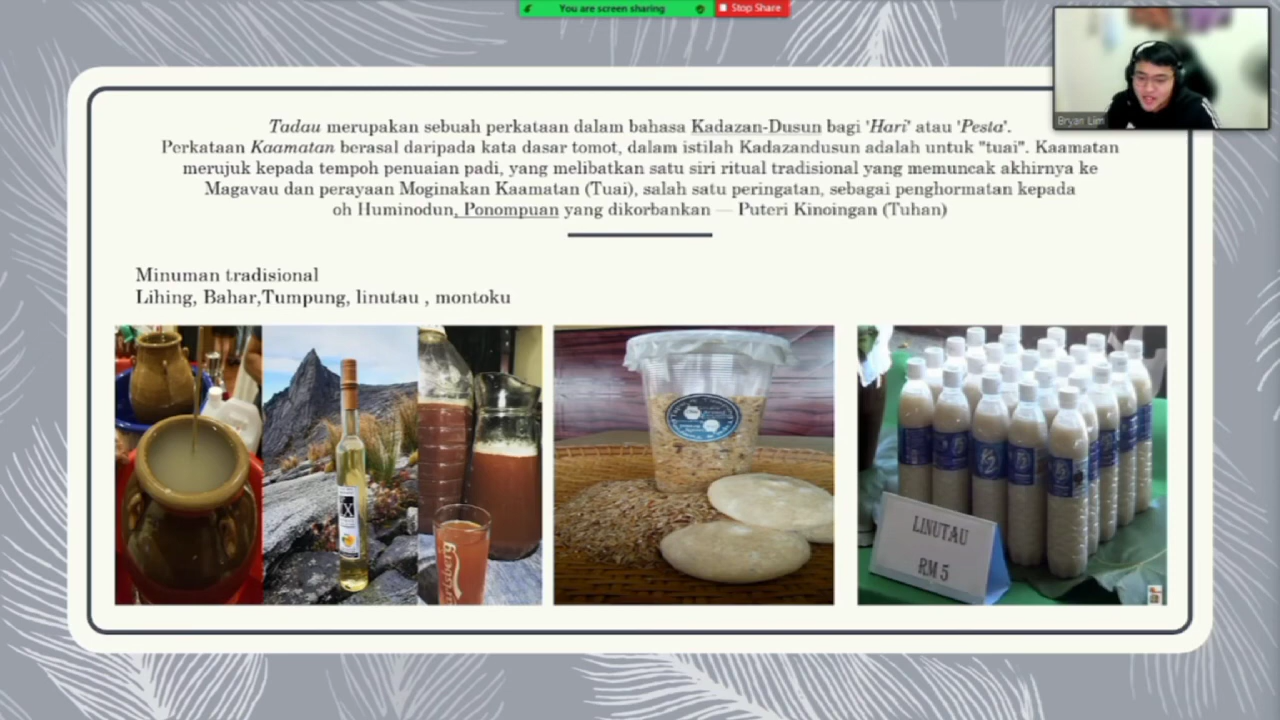 You are screen sharing
Stop Share
Bryan Lim
Tadau merupakan sebuah perkataan dalam bahasa Kadazan-Dusun bagi 'Hari' atau 'Pesta'.
Perkataan Kaamatan berasal daripada kata dasar tomot, dalam istilah Kadazandusun adalah untuk "tuai". Kaamatan
merujuk kepada tempoh penuaian padi, yang melibatkan satu siri ritual tradisional yang memuncak akhirnya ke
Magavau dan perayaan Moginakan Kaamatan (Tuai), salah satu peringatan, sebagai penghormatan kepada
oh Huminodun, Ponompuan yang dikorbankan — Puteri Kinoingan (Tuhan)
Minuman tradisional
Lihing, Bahar,Tumpung, linutau , montoku
LINUTAU
RM 5